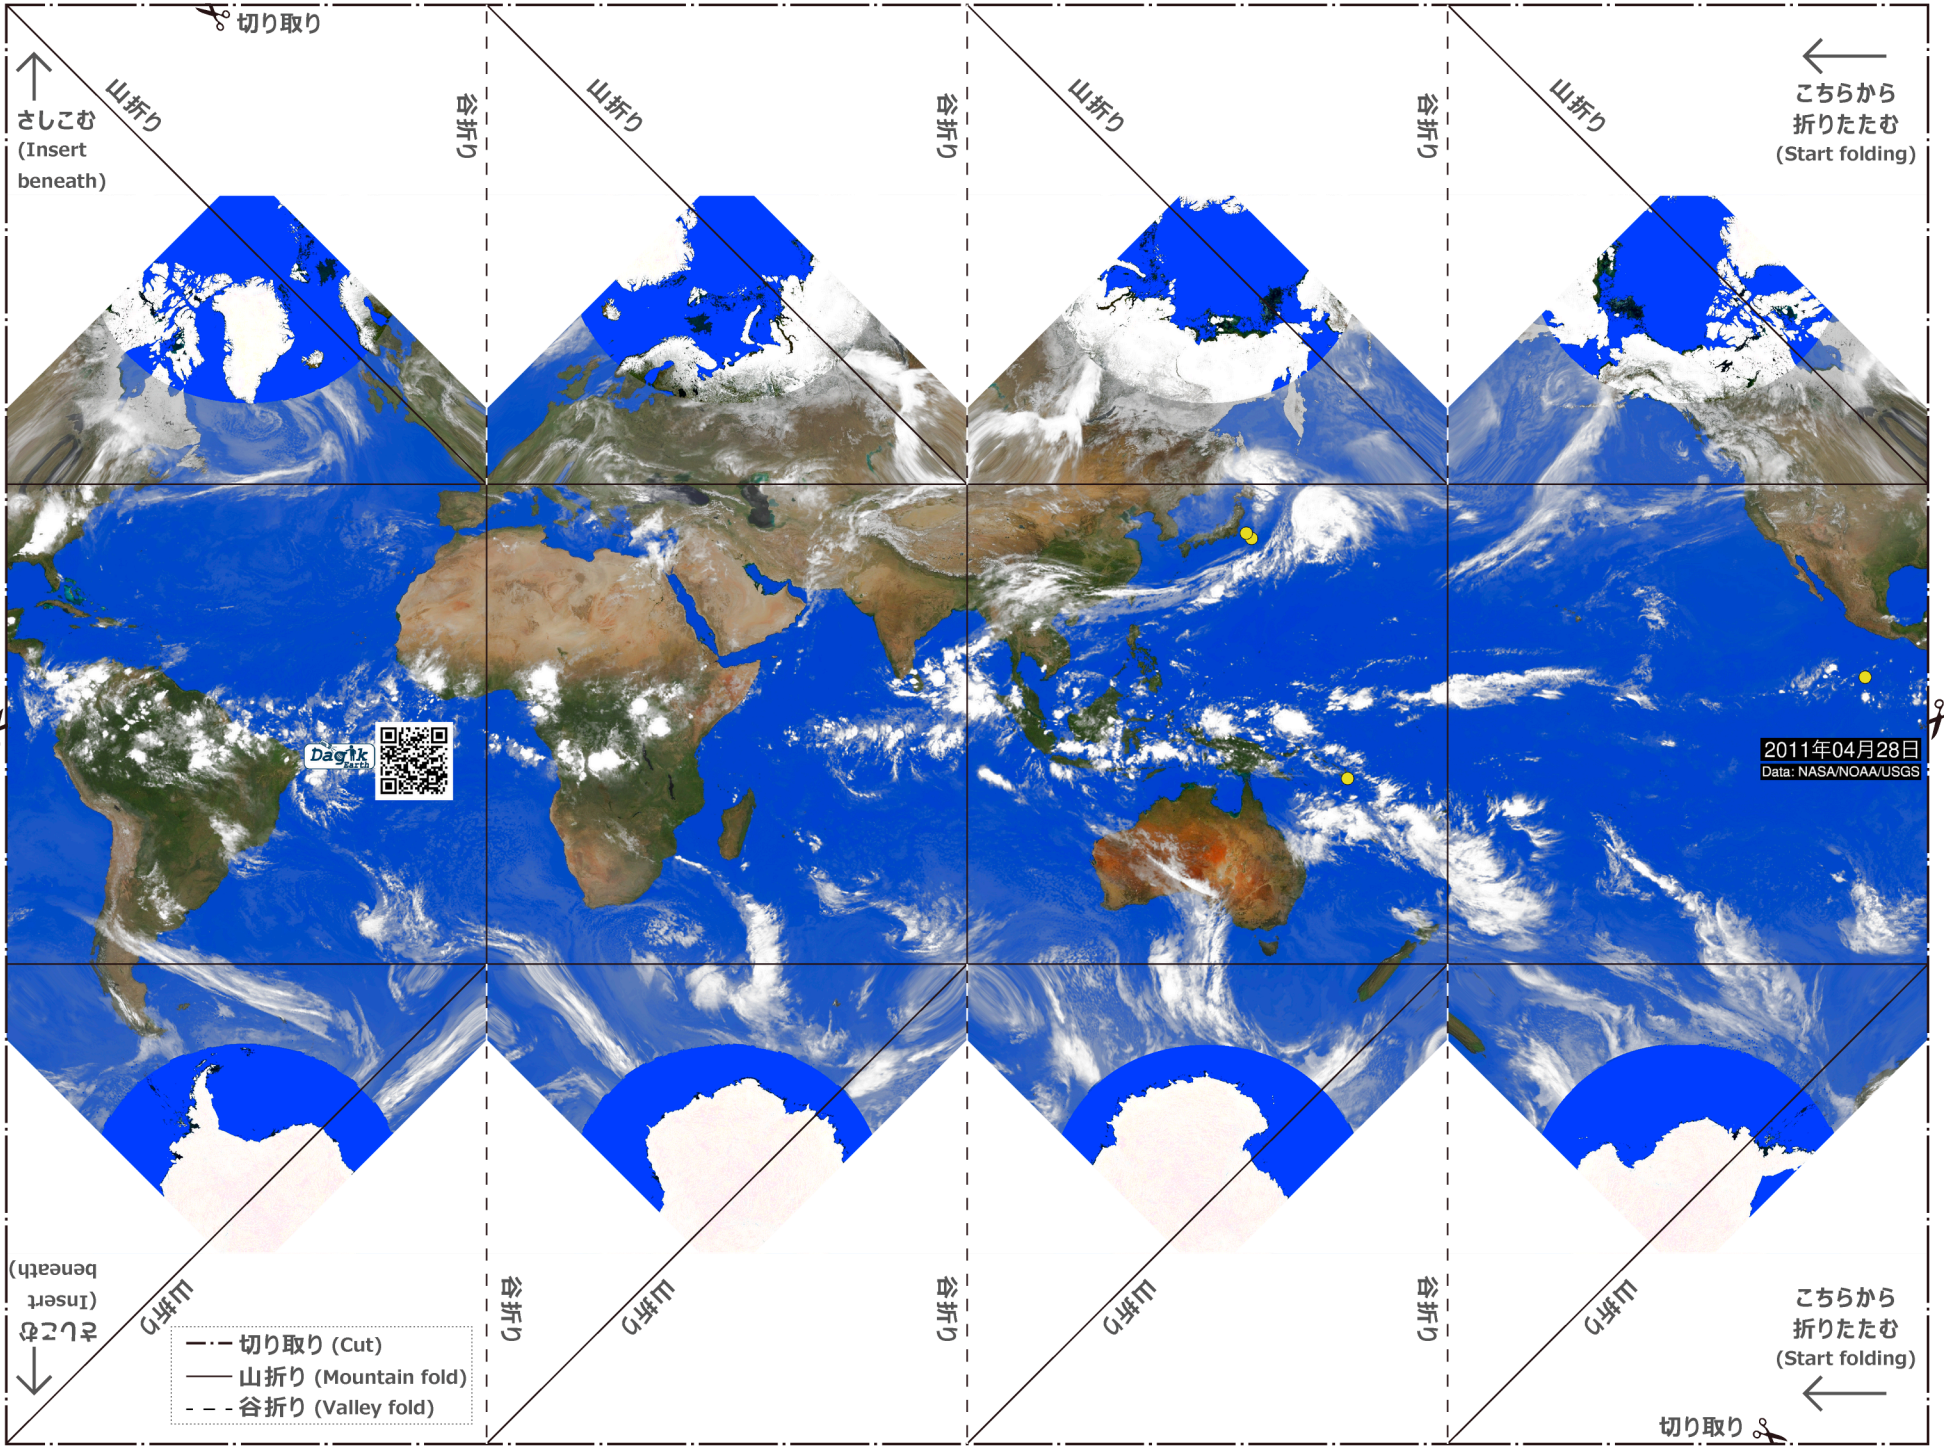 切り取り
山折り
谷折り
山折り
谷折り
山折り
谷折り
山折り
さしこむ
(Insert
beneath)
こちらから
折りたたむ
(Start folding)
Dagik
Earth
2011年04月28日
Data: NASA/NOAA/USGS
さしこむ
(Insert
beneath)
山折り
谷折り
山折り
谷折り
山折り
谷折り
山折り
こちらから
折りたたむ
(Start folding)
切り取り (Cut)
山折り (Mountain fold)
谷折り (Valley fold)
切り取り